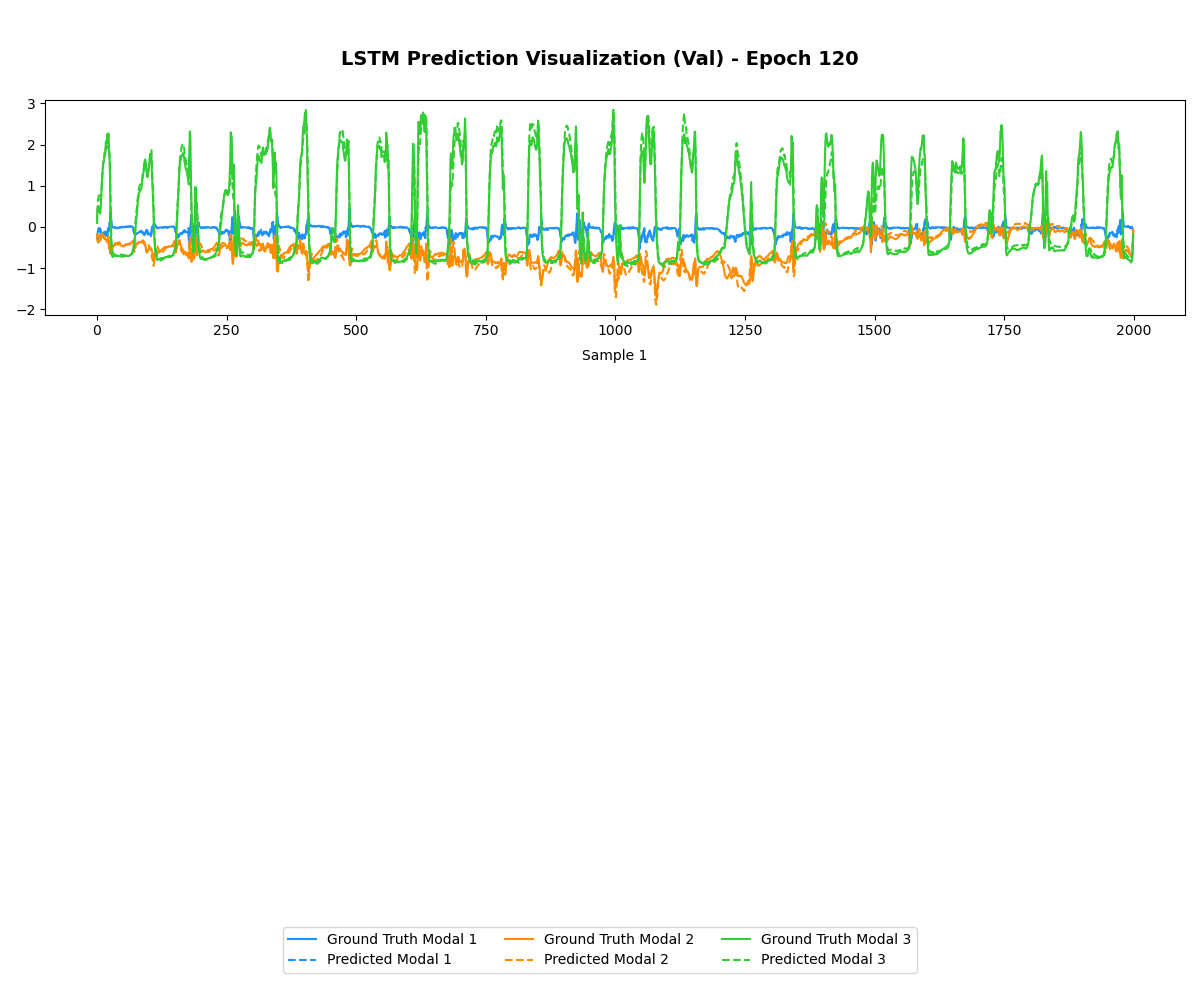 LSTM Prediction Visualization (Val) - Epoch 120
3
2
1
0
−1
−2
0 250 500 750 1000 1250 1500 1750 2000
Sample 1
Ground Truth Modal 1 Ground Truth Modal 2 Ground Truth Modal 3
Predicted Modal 1 Predicted Modal 2 Predicted Modal 3